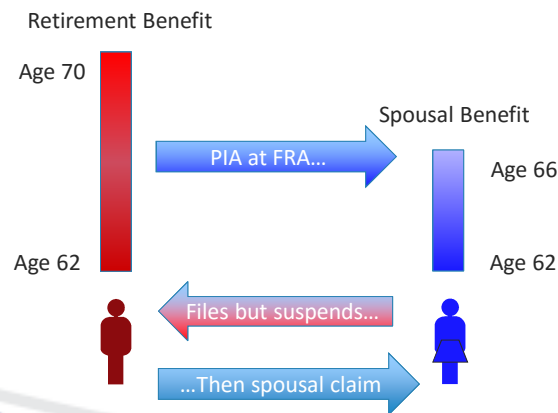 Retirement Benefit
Age 70
Spousal Benefit
PIA at FRA...
Age 66
Age 62
Age 62
Files but suspends...
...Then spousal claim